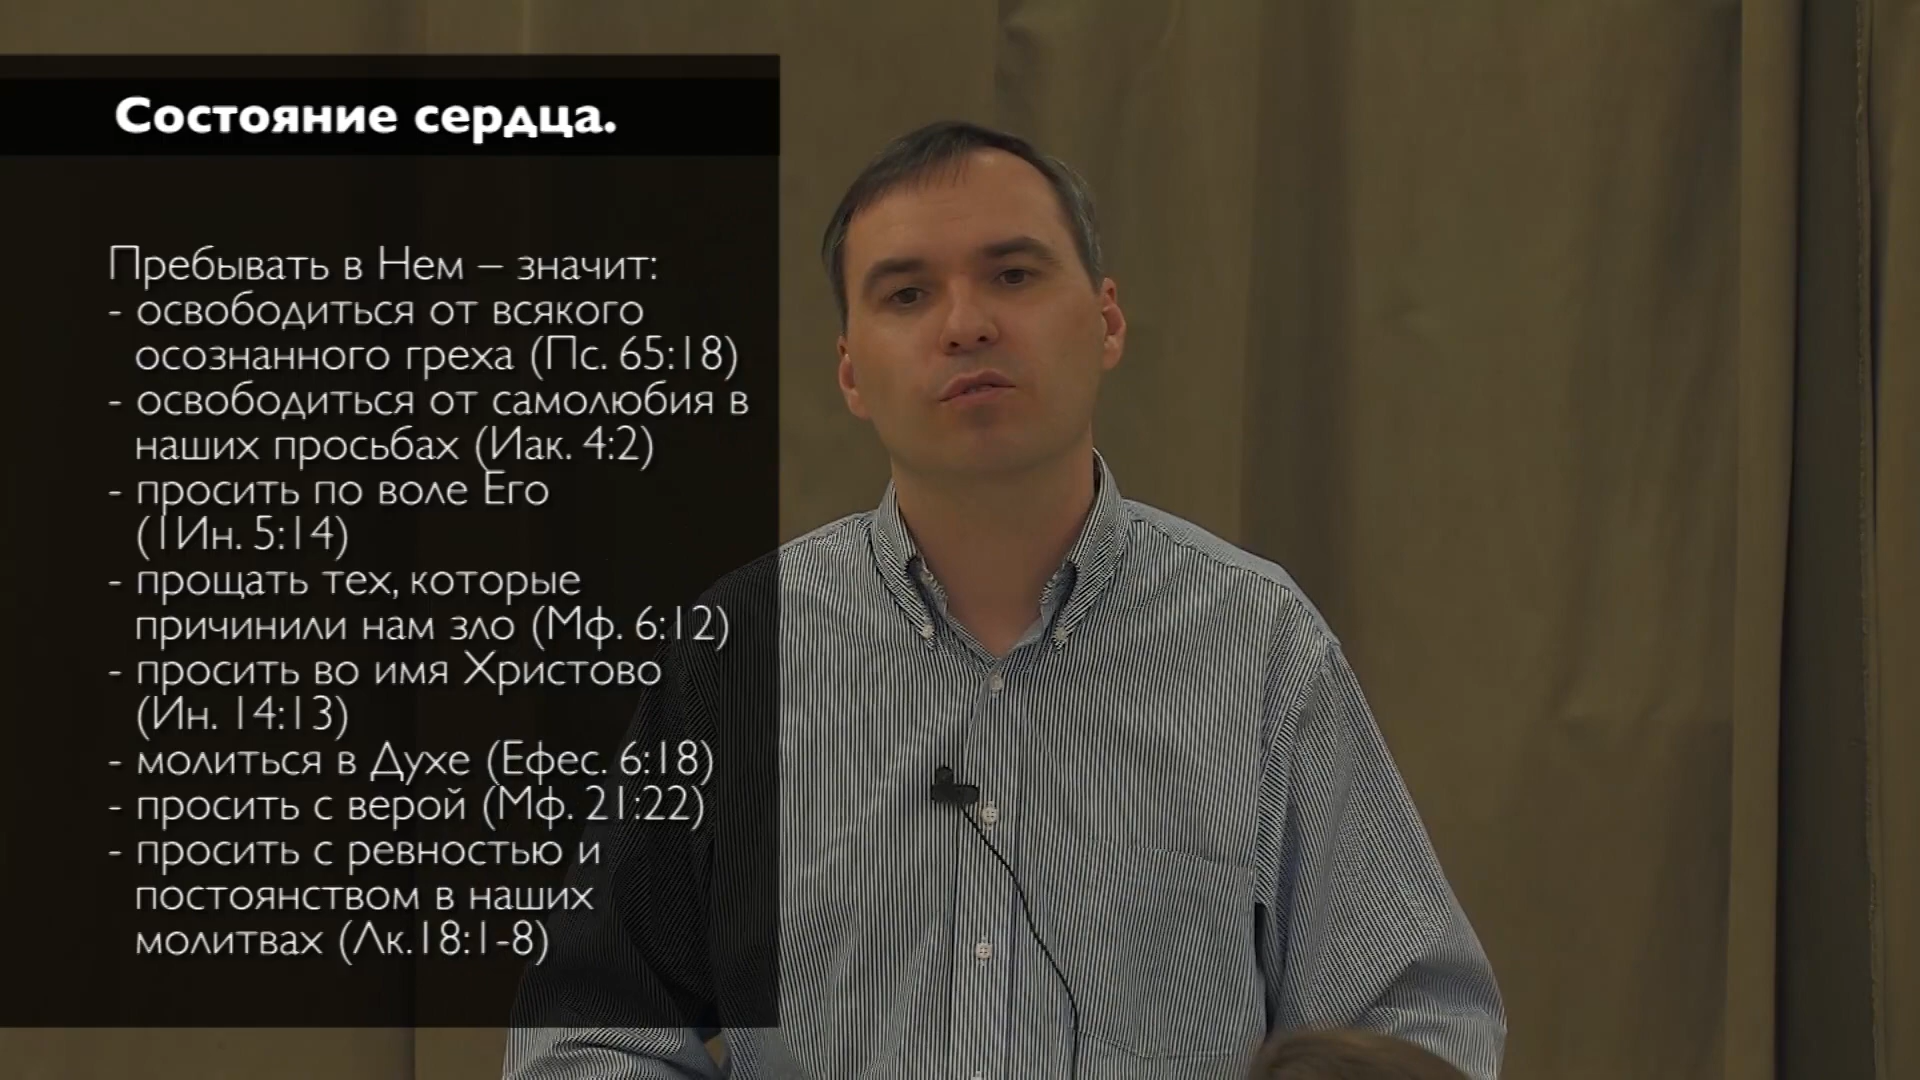 Состояние сердца.
Пребывать в Нем – значит:
- освободиться от всякого
осознанного греха (Пс. 65:18)
- освободиться от самолюбия в
наших просьбах (Иак. 4:2)
- просить по воле Его
(1Ин. 5:14)
- прощать тех, которые
причинили нам зло (Мф. 6:12)
- просить во имя Христово
(Ин. 14:13)
- молиться в Духе (Ефес. 6:18)
- просить с верой (Мф. 21:22)
- просить с ревностью и
постоянством в наших
молитвах (Лк.18:1-8)